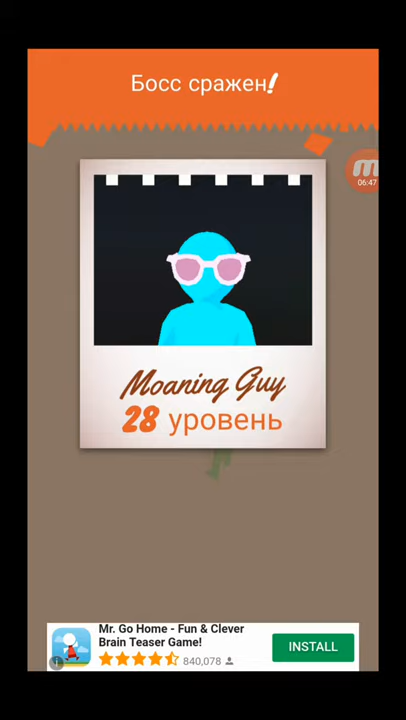 Босс сражен!
06:47
Moaning Guy
28 уровень
Mr. Go Home - Fun & Clever
Brain Teaser Game!
INSTALL
840,078